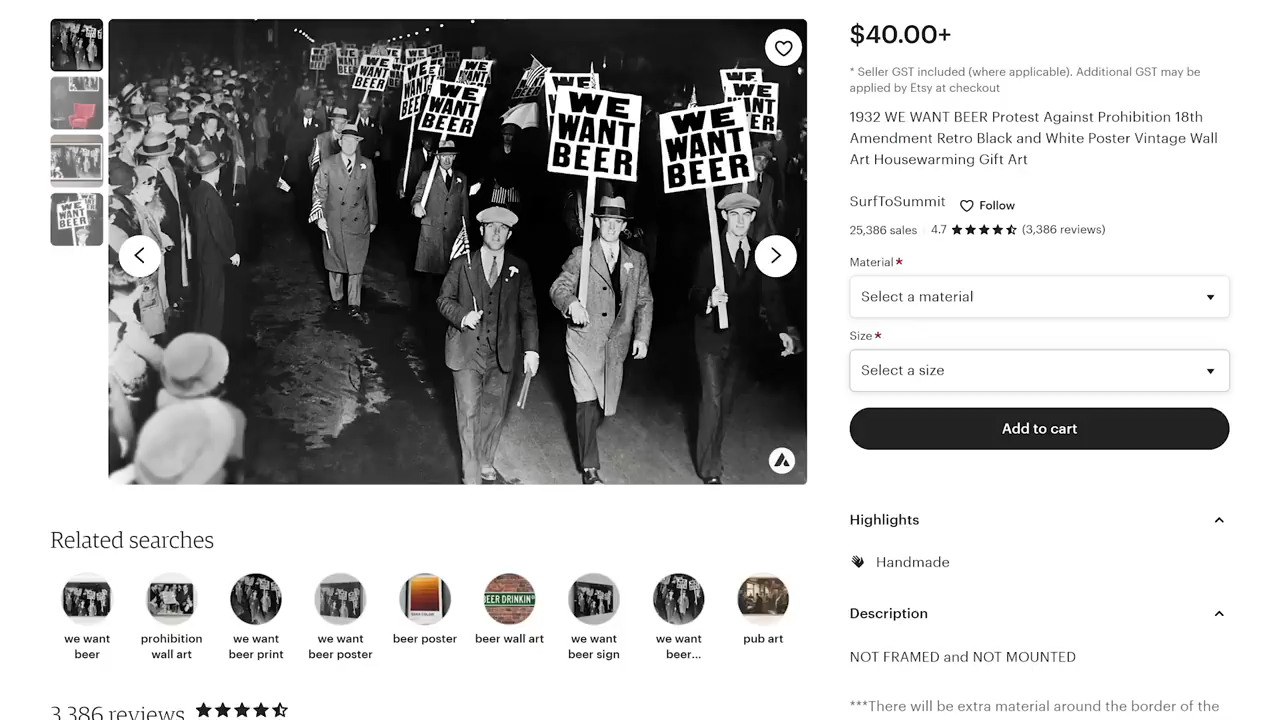 WE
WANT
BEER
WE
WANT
BEER
WE
WANT
BEER
WE
WANT
BEER
WE
WANT
BEER
$40.00+
* Seller GST included (where applicable). Additional GST may be
applied by Etsy at checkout
1932 WE WANT BEER Protest Against Prohibition 18th
Amendment Retro Black and White Poster Vintage Wall
Art Housewarming Gift Art
SurfToSummit Follow
25,386 sales 4.7 (3,386 reviews)
Material*
Select a material
Size*
Select a size
Add to cart
Highlights
Handmade
Description
NOT FRAMED and NOT MOUNTED
***There will be extra material around the border of the
Related searches
BEER DRINKIN'
we want
beer
prohibition
wall art
we want
beer print
we want
beer poster
beer poster
beer wall art
we want
beer sign
we want
beer...
pub art
3,386 reviews